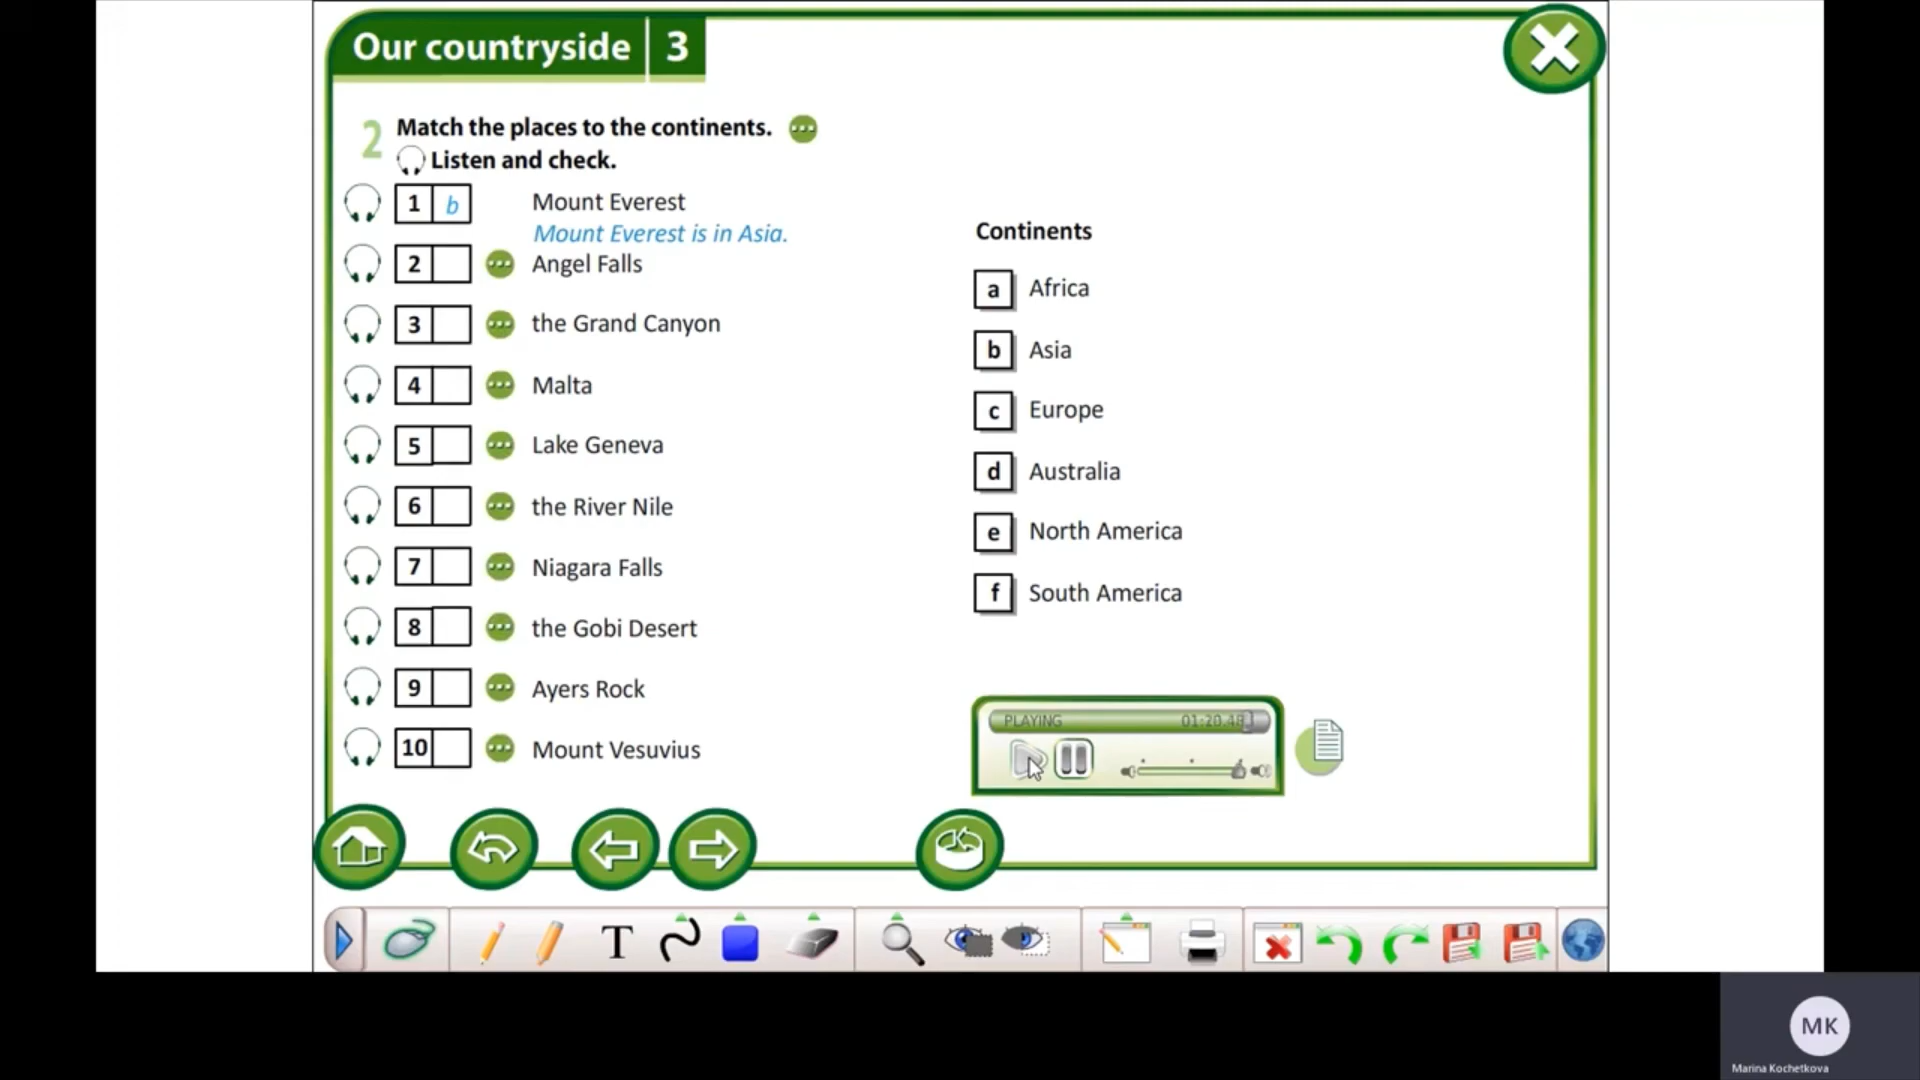 Our countryside 3
2 Match the places to the continents.
Listen and check.
1 b Mount Everest
Mount Everest is in Asia.
2 Angel Falls
3 the Grand Canyon
4 Malta
5 Lake Geneva
6 the River Nile
7 Niagara Falls
8 the Gobi Desert
9 Ayers Rock
10 Mount Vesuvius
Continents
a Africa
b Asia
c Europe
d Australia
e North America
f South America
PLAYING 01:20.48
T
MK
Marina Kochetkova